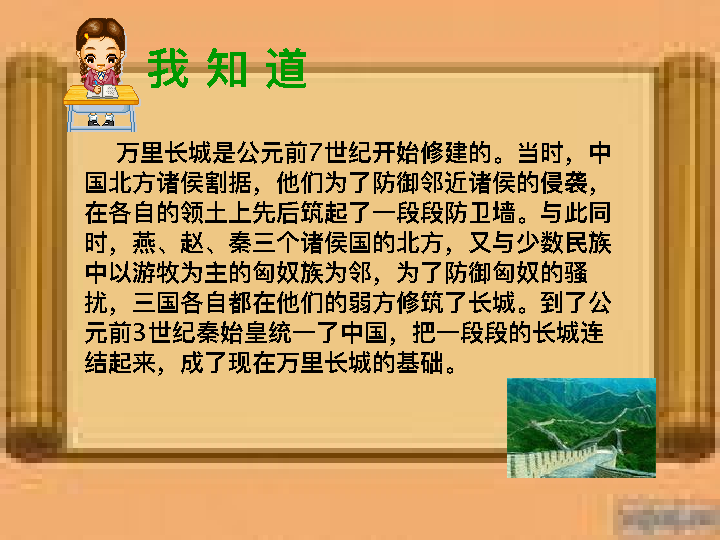 我 知 道
万里长城是公元前7世纪开始修建的。当时，中
国北方诸侯割据，他们为了防御邻近诸侯的侵袭，
在各自的领土上先后筑起了一段段防卫墙。与此同
时，燕、赵、秦三个诸侯国的北方，又与少数民族
中以游牧为主的匈奴族为邻，为了防御匈奴的骚
扰，三国各自都在他们的弱方修筑了长城。到了公
元前3世纪秦始皇统一了中国，把一段段的长城连
结起来，成了现在万里长城的基础。